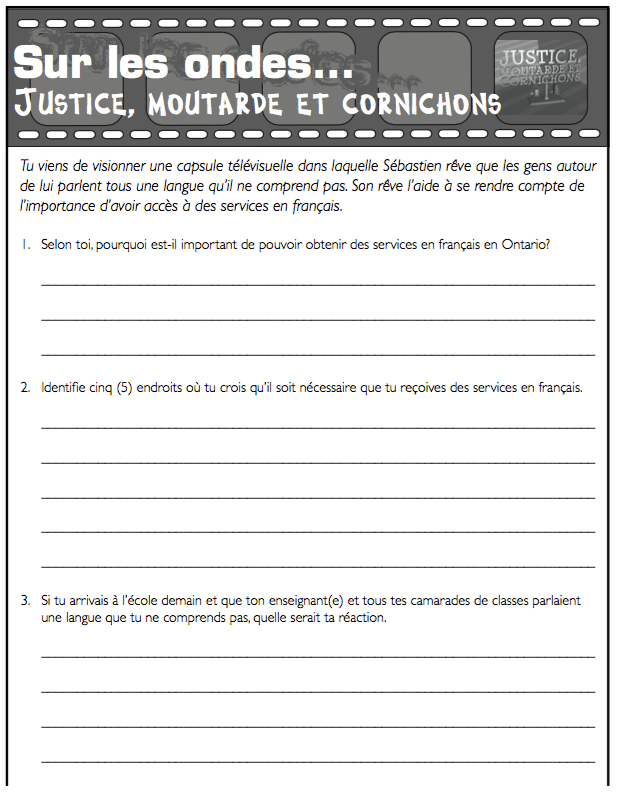 Sur les ondes...
JUSTICE, MOUTARDE ET CORNICHONS
JUSTICE,
MOUTARDE ET
CORNICHONS
Tu viens de visionner une capsule télévisuelle dans laquelle Sébastien rêve que les gens autour
de lui parlent tous une langue qu'il ne comprend pas. Son rêve l'aide à se rendre compte de
l'importance d'avoir accès à des services en français.
1. Selon toi, pourquoi est-il important de pouvoir obtenir des services en français en Ontario?
2. Identifie cinq (5) endroits où tu crois qu'il soit nécessaire que tu reçoives des services en français.
3. Si tu arrivais à l'école demain et que ton enseignant(e) et tous tes camarades de classes parlaient
une langue que tu ne comprends pas, quelle serait ta réaction.